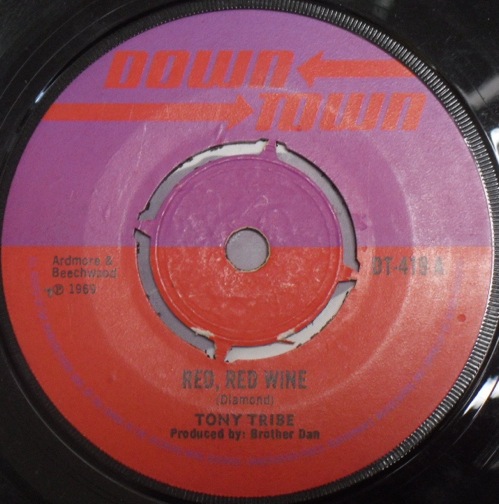 DOWN
TOWN
Ardmore &
Beechwood
℗ 1969
DT-419-A
RED, RED WINE
(Diamond)
TONY TRIBE
Produced by: Brother Dan